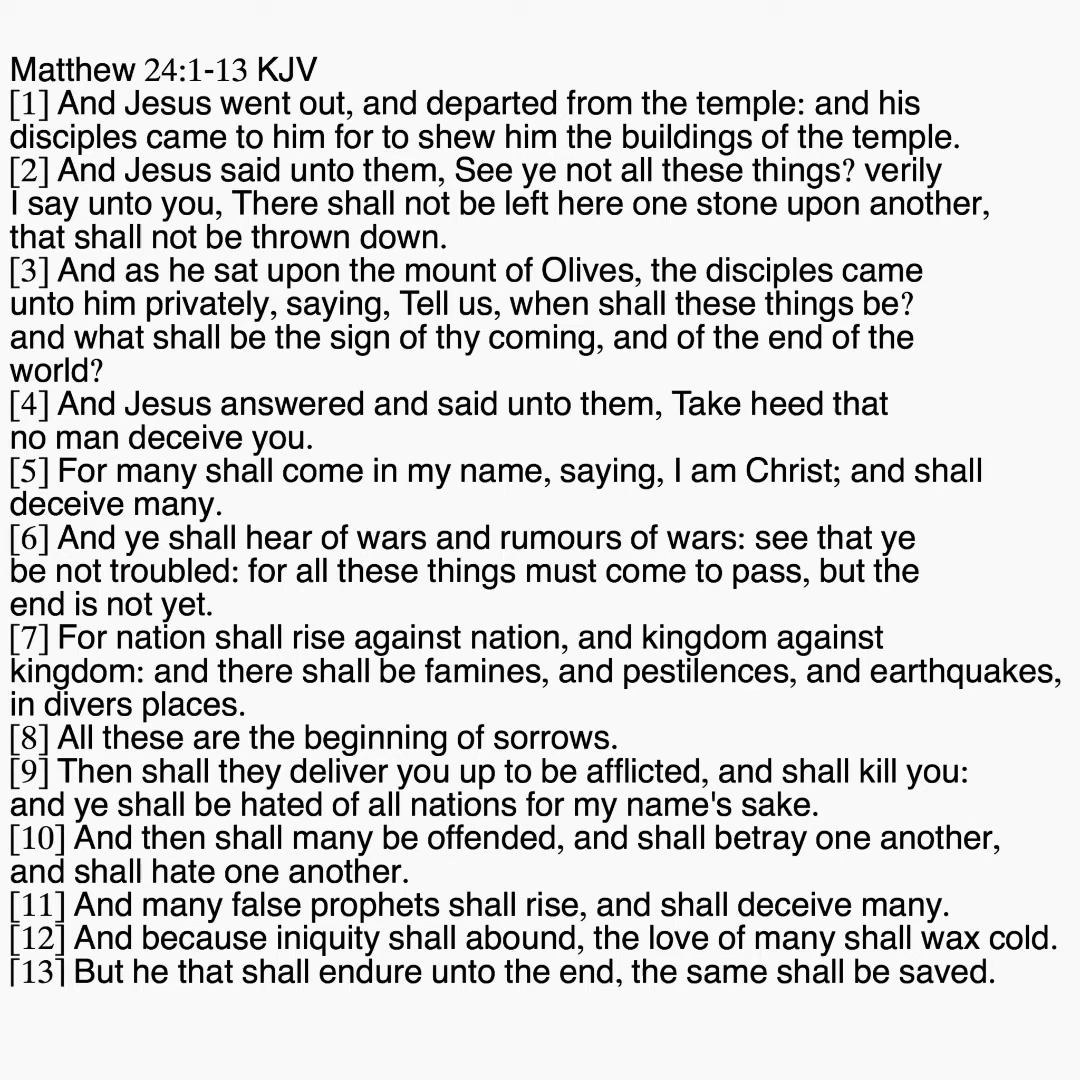 Matthew 24:1-13 KJV
[1] And Jesus went out, and departed from the temple: and his
disciples came to him for to shew him the buildings of the temple.
[2] And Jesus said unto them, See ye not all these things? verily
I say unto you, There shall not be left here one stone upon another,
that shall not be thrown down.
[3] And as he sat upon the mount of Olives, the disciples came
unto him privately, saying, Tell us, when shall these things be?
and what shall be the sign of thy coming, and of the end of the
world?
[4] And Jesus answered and said unto them, Take heed that
no man deceive you.
[5] For many shall come in my name, saying, I am Christ; and shall
deceive many.
[6] And ye shall hear of wars and rumours of wars: see that ye
be not troubled: for all these things must come to pass, but the
end is not yet.
[7] For nation shall rise against nation, and kingdom against
kingdom: and there shall be famines, and pestilences, and earthquakes,
in divers places.
[8] All these are the beginning of sorrows.
[9] Then shall they deliver you up to be afflicted, and shall kill you:
and ye shall be hated of all nations for my name's sake.
[10] And then shall many be offended, and shall betray one another,
and shall hate one another.
[11] And many false prophets shall rise, and shall deceive many.
[12] And because iniquity shall abound, the love of many shall wax cold.
[13] But he that shall endure unto the end, the same shall be saved.